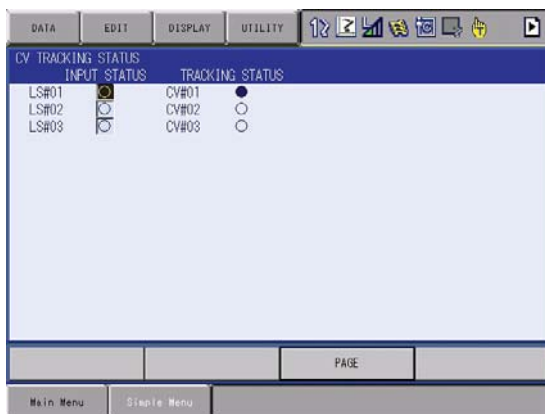 DATA EDIT DISPLAY UTILITY
CV TRACKING STATUS
INPUT STATUS TRACKING STATUS
LS#01 CV#01
LS#02 CV#02
LS#03 CV#03
PAGE
Main Menu Simple Menu